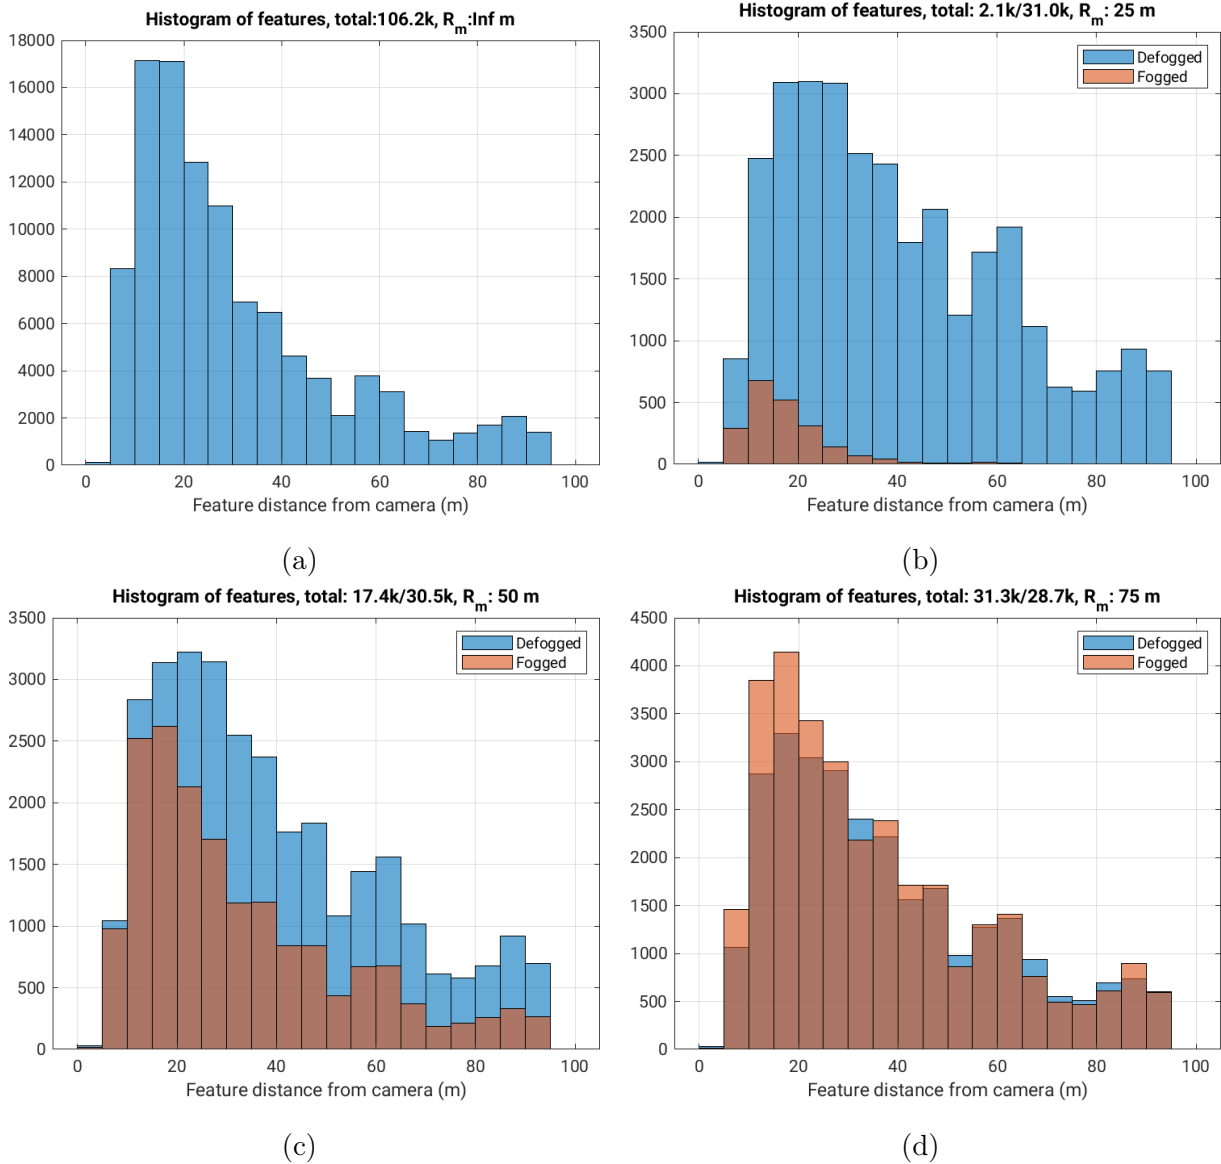 Histogram of features, total:106.2k, Rm:Inf m
18000
16000
14000
12000
10000
8000
6000
4000
2000
0
0 20 40 60 80 100
Feature distance from camera (m)
(a)
Histogram of features, total: 2.1k/31.0k, Rm: 25 m
Defogged
Fogged
3500
3000
2500
2000
1500
1000
500
0
0 20 40 60 80 100
Feature distance from camera (m)
(b)
Histogram of features, total: 17.4k/30.5k, Rm: 50 m
Defogged
Fogged
3500
3000
2500
2000
1500
1000
500
0
0 20 40 60 80 100
Feature distance from camera (m)
(c)
Histogram of features, total: 31.3k/28.7k, Rm: 75 m
Defogged
Fogged
4500
4000
3500
3000
2500
2000
1500
1000
500
0
0 20 40 60 80 100
Feature distance from camera (m)
(d)